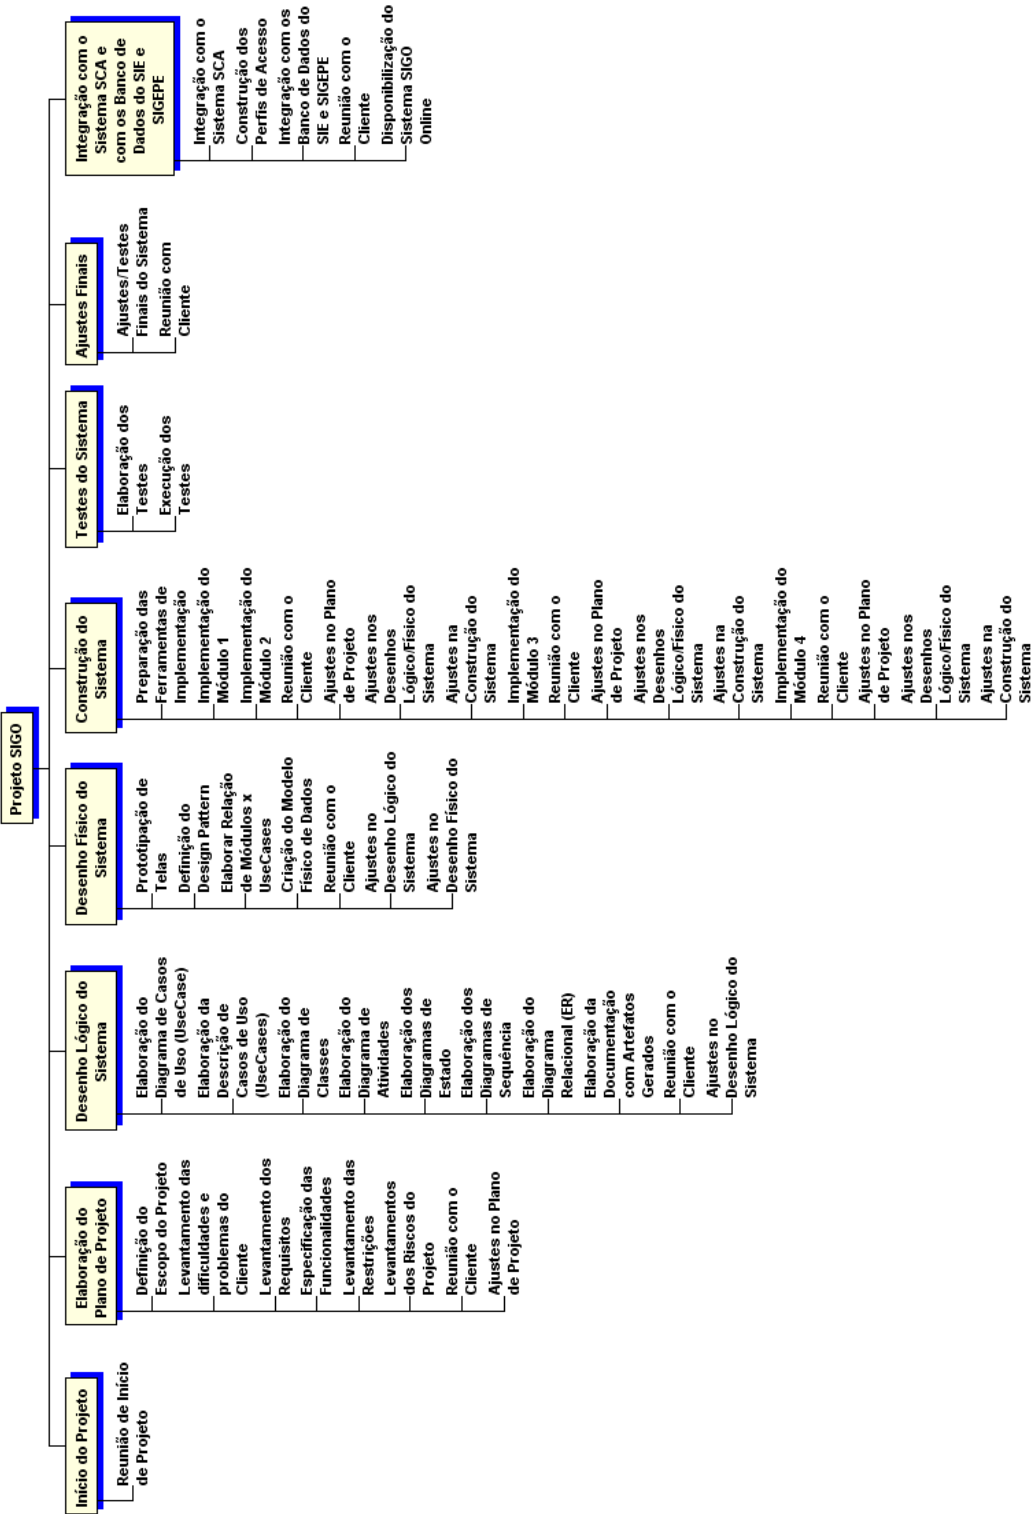 Projeto SIGO
Início do Projeto
Reunião de Início
de Projeto
Elaboração do
Plano de Projeto
Definição do
Escopo do Projeto
Levantamento das
dificuldades e
problemas do
Cliente
Levantamento dos
Requisitos
Especificação das
Funcionalidades
Levantamento das
Restrições
Levantamentos
dos Riscos do
Projeto
Reunião com o
Cliente
Ajustes no Plano
de Projeto
Desenho Lógico do
Sistema
Elaboração do
Diagrama de Casos
de Uso (UseCase)
Elaboração da
Descrição de
Casos de Uso
(UseCases)
Elaboração do
Diagrama de
Classes
Elaboração do
Diagrama de
Atividades
Elaboração dos
Diagramas de
Estado
Elaboração dos
Diagramas de
Sequência
Elaboração do
Diagrama
Relacional (ER)
Elaboração da
Documentação
com Artefatos
Gerados
Reunião com o
Cliente
Ajustes no
Desenho Lógico do
Sistema
Desenho Físico do
Sistema
Prototipação de
Telas
Definição do
Design Pattern
Elaborar Relação
de Módulos x
UseCases
Criação do Modelo
Físico de Dados
Reunião com o
Cliente
Ajustes no
Desenho Lógico do
Sistema
Ajustes no
Desenho Físico do
Sistema
Construção do
Sistema
Preparação das
Ferramentas de
Implementação
Implementação do
Módulo 1
Implementação do
Módulo 2
Reunião com o
Cliente
Ajustes no Plano
de Projeto
Ajustes nos
Desenhos
Lógico/Físico do
Sistema
Ajustes na
Construção do
Sistema
Implementação do
Módulo 3
Reunião com o
Cliente
Ajustes no Plano
de Projeto
Ajustes nos
Desenhos
Lógico/Físico do
Sistema
Ajustes na
Construção do
Sistema
Implementação do
Módulo 4
Reunião com o
Cliente
Ajustes no Plano
de Projeto
Ajustes nos
Desenhos
Lógico/Físico do
Sistema
Ajustes na
Construção do
Sistema
Testes do Sistema
Elaboração dos
Testes
Execução dos
Testes
Ajustes Finais
Ajustes/Testes
Finais do Sistema
Reunião com
Cliente
Integração com o
Sistema SCA e
com os Banco de
Dados do SIE e
SIGEPE
Integração com o
Sistema SCA
Construção dos
Perfis de Acesso
Integração com os
Banco de Dados do
SIE e SIGEPE
Reunião com o
Cliente
Disponibilização do
Sistema SIGO
Online